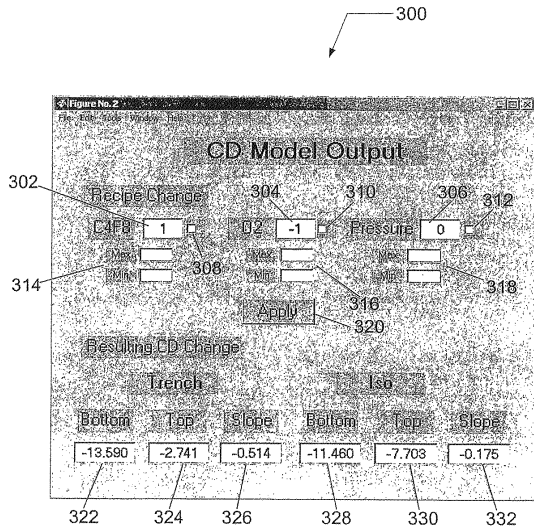 300
Figure No. 2
File Edit Tools Window Help
CD Model Output
302 304 310 306 312
Recipe Change
C4F8 1 O2 -1 Pressure 0
308
Max Max Max
314 316 318
Min Min Min
320
Apply
Resulting CD Change
Trench Iso
Bottom Top Slope Bottom Top Slope
-13.590 -2.741 -0.514 -11.460 -7.703 -0.175
322 324 326 328 330 332